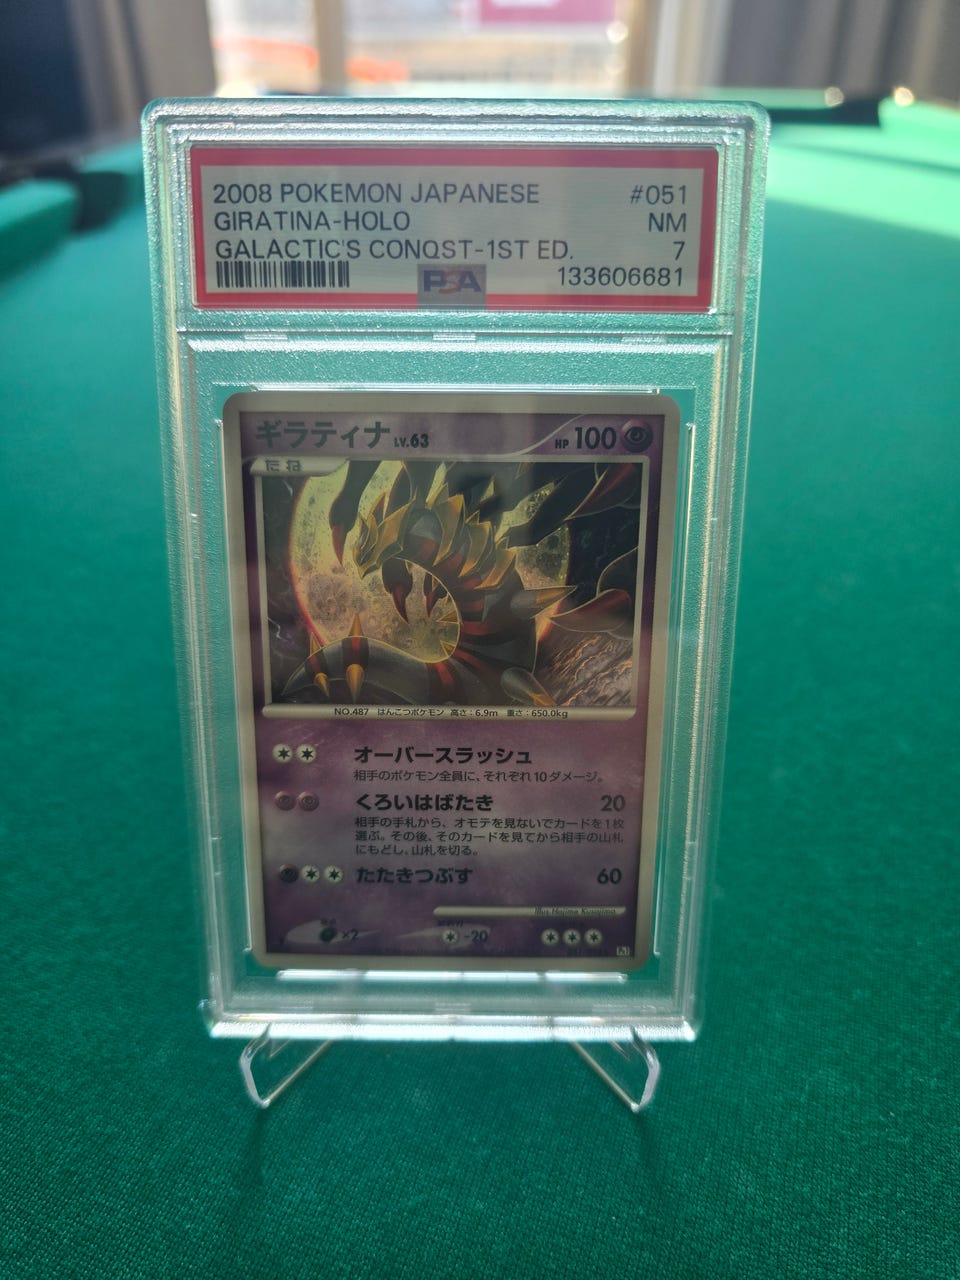 2008 POKEMON JAPANESE #051
GIRATINA-HOLO NM
GALACTIC'S CONQST-1ST ED. 7
PSA 133606681
ギラティナ LV.63 HP 100
たね
NO.487 はんこつポケモン 高さ:6.9m 重さ:650.0kg
オーバースラッシュ
相手のポケモン全員に、それぞれ10ダメージ。
くろいはばたき 20
相手の手札から、オモテを見ないでカードを1枚
選ぶ。その後、そのカードを見てから相手の山札
にもどし、山札を切る。
たたきつぶす 60
Illus. Hajime Kusajima
×2 -20
Pt1